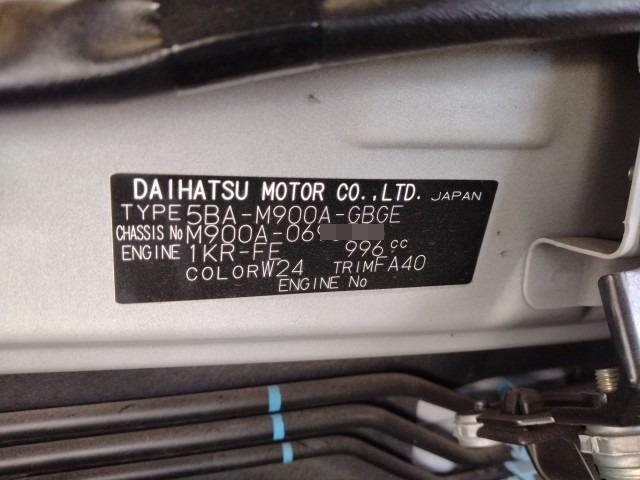 DAIHATSU MOTOR CO.,LTD. JAPAN
TYPE 5BA-M900A-GBGE
CHASSIS No M900A-069
ENGINE 1KR-FE 996cc
COLOR W24 TRIM FA40
ENGINE No